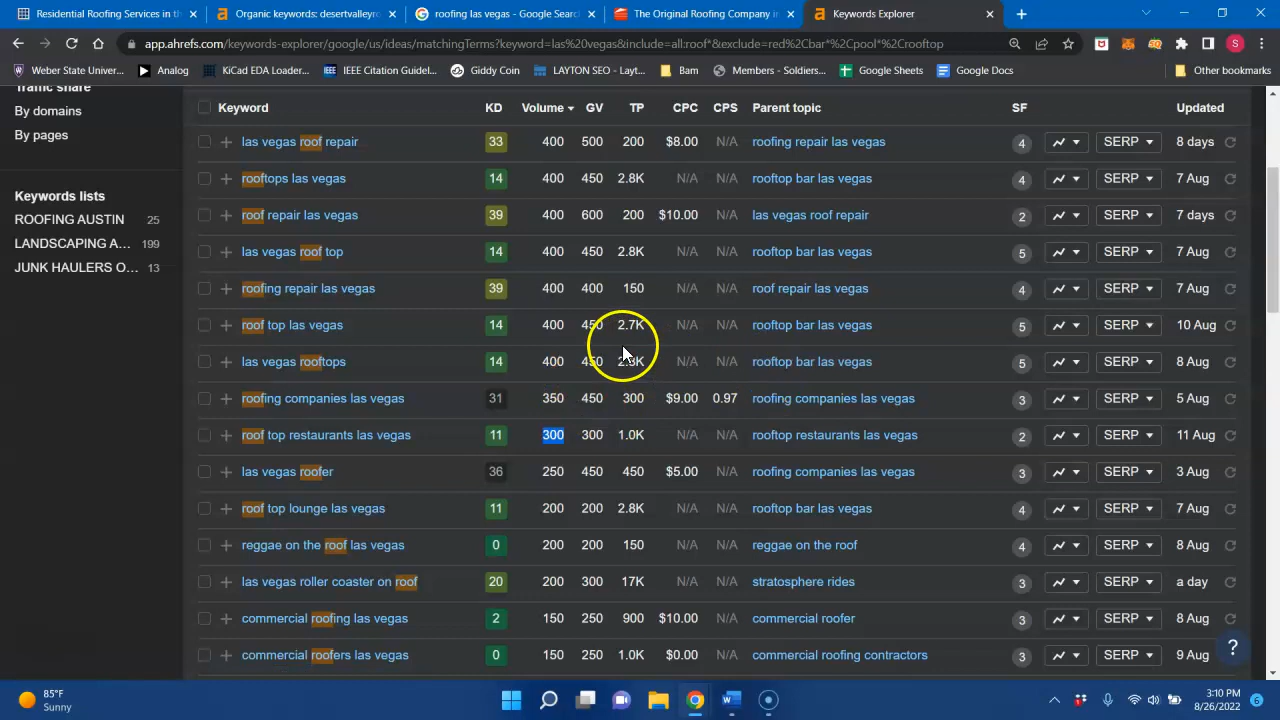 Residential Roofing Services in th
Organic keywords: desertvalleyro
roofing las vegas - Google Searc
The Original Roofing Company in
Keywords Explorer
app.ahrefs.com/keywords-explorer/google/us/ideas/matchingTerms?keyword=las%20vegas&include=all:roof*&exclude=red%2Cbar*%2Cpool*%2Crooftop
Weber State Univer...
Analog
KiCad EDA Loader...
IEEE Citation Guidel...
Giddy Coin
LAYTON SEO - Layt...
Bam
Members - Soldiers...
Google Sheets
Google Docs
Other bookmarks
Traffic share
By domains
By pages
Keywords lists
ROOFING AUSTIN 25
LANDSCAPING A... 199
JUNK HAULERS O... 13
Keyword KD Volume GV TP CPC CPS Parent topic SF Updated
las vegas roof repair 33 400 500 200 $8.00 N/A roofing repair las vegas 4 SERP 8 days
rooftops las vegas 14 400 450 2.8K N/A N/A rooftop bar las vegas 4 SERP 7 Aug
roof repair las vegas 39 400 600 200 $10.00 N/A las vegas roof repair 2 SERP 7 days
las vegas roof top 14 400 450 2.8K N/A N/A rooftop bar las vegas 5 SERP 7 Aug
roofing repair las vegas 39 400 400 150 N/A N/A roof repair las vegas 4 SERP 7 Aug
roof top las vegas 14 400 450 2.7K N/A N/A rooftop bar las vegas 5 SERP 10 Aug
las vegas rooftops 14 400 450 N/A N/A rooftop bar las vegas 5 SERP 8 Aug
roofing companies las vegas 31 350 450 300 $9.00 0.97 roofing companies las vegas 3 SERP 5 Aug
roof top restaurants las vegas 11 300 300 1.0K N/A N/A rooftop restaurants las vegas 2 SERP 11 Aug
las vegas roofer 36 250 450 450 $5.00 N/A roofing companies las vegas 3 SERP 3 Aug
roof top lounge las vegas 11 200 200 2.8K N/A N/A rooftop bar las vegas 4 SERP 7 Aug
reggae on the roof las vegas 0 200 200 150 N/A N/A reggae on the roof 4 SERP 8 Aug
las vegas roller coaster on roof 20 200 300 17K N/A N/A stratosphere rides 3 SERP a day
commercial roofing las vegas 2 150 250 900 $10.00 N/A commercial roofer 3 SERP 8 Aug
commercial roofers las vegas 0 150 250 1.0K $0.00 N/A commercial roofing contractors 3 SERP 9 Aug
?
85°F
Sunny
3:10 PM
8/26/2022
6